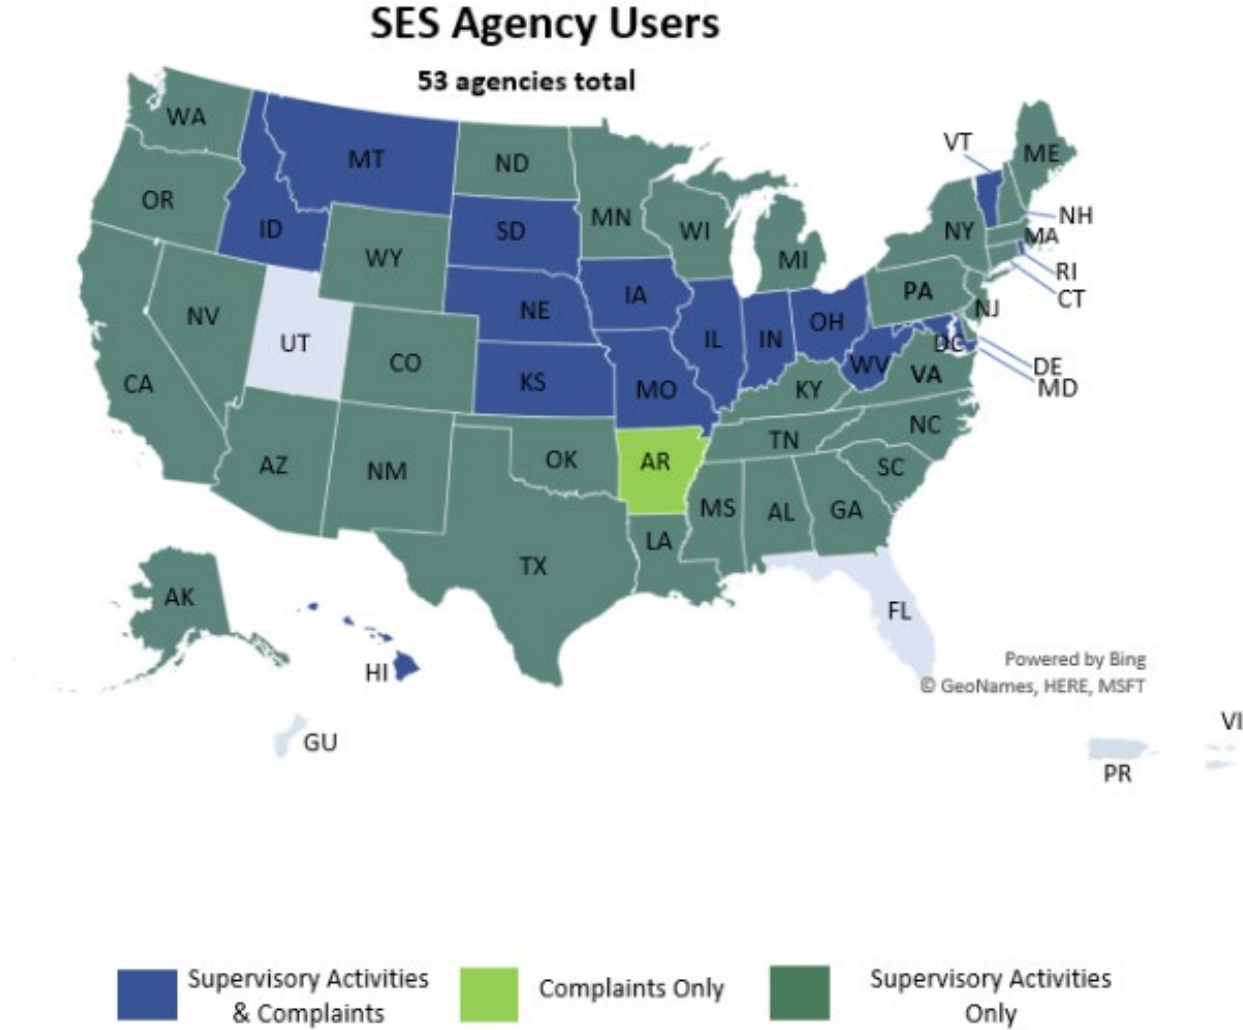 SES Agency Users
53 agencies total
WA
MT
ND
VT
ME
OR
ID
SD
MN
WI
NY
NH
MA
MI
RI
CT
WY
NE
IA
PA
NJ
NV
UT
CO
IL
IN
OH
DC
DE
MD
CA
KS
MO
WV
VA
KY
AZ
NM
OK
AR
TN
NC
SC
MS
AL
GA
LA
TX
AK
FL
HI
Powered by Bing
© GeoNames, HERE, MSFT
GU
VI
PR
Supervisory Activities
& Complaints
Complaints Only
Supervisory Activities
Only